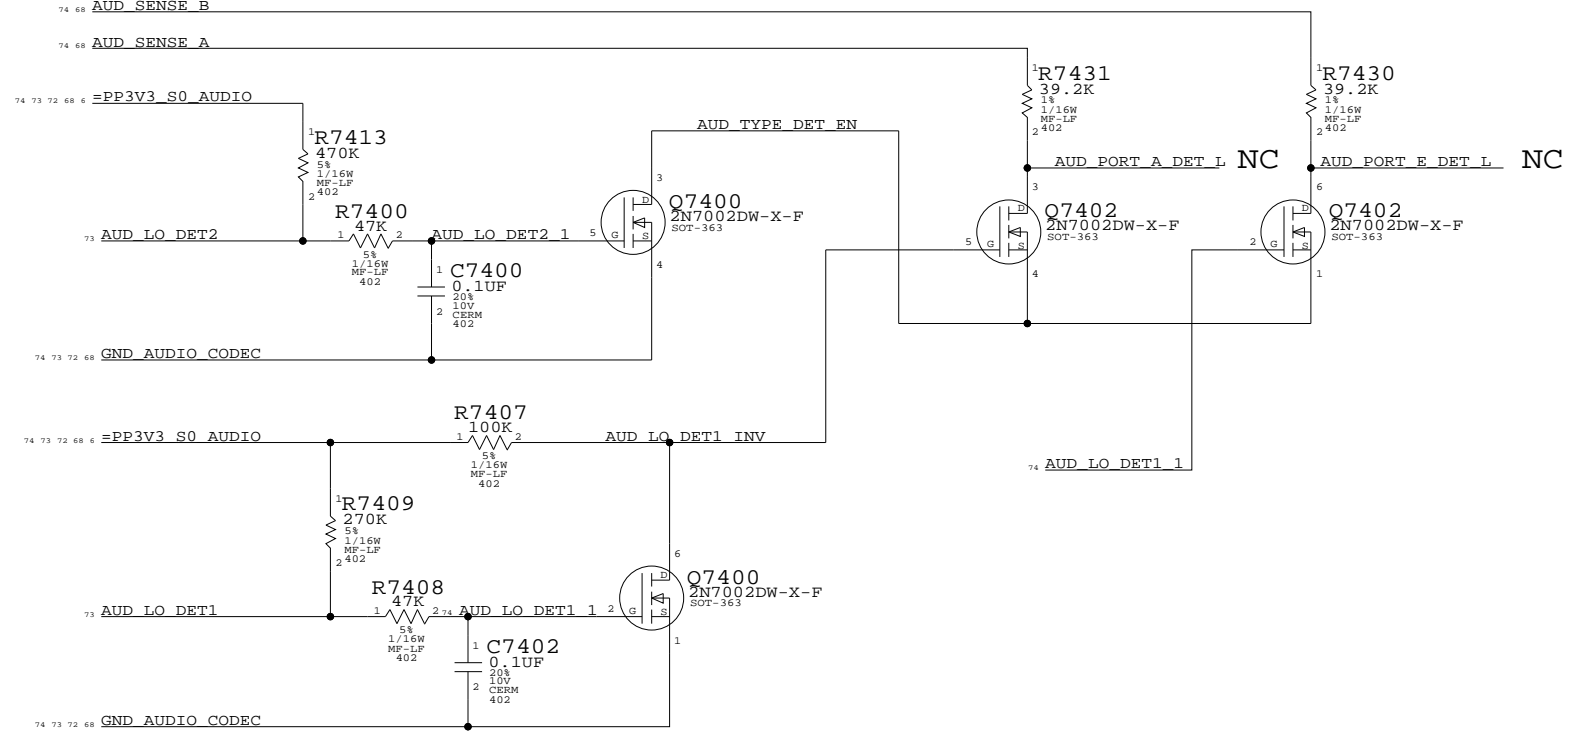 74 68 AUD_SENSE_B
74 68 AUD_SENSE_A
74 73 72 68 6 =PP3V3_S0_AUDIO
1
R7413
470K
5%
1/16W
MF-LF
402
2
R7400
1 47K 2
5%
1/16W
MF-LF
402
73 AUD_LO_DET2
AUD_LO_DET2_1
1 C7400
0.1UF
20%
10V
CERM
402
2
74 73 72 68 GND_AUDIO_CODEC
AUD_TYPE_DET_EN
3
D
Q7400
2N7002DW-X-F
SOT-363
5 G S
4
1
R7431
39.2K
1%
1/16W
MF-LF
402
2
AUD_PORT_A_DET_L NC
3
D
Q7402
2N7002DW-X-F
SOT-363
5 G S
4
1
R7430
39.2K
1%
1/16W
MF-LF
402
2
AUD_PORT_E_DET_L NC
6
D
Q7402
2N7002DW-X-F
SOT-363
2 G S
1
74 73 72 68 6 =PP3V3_S0_AUDIO
R7407
1 100K 2
5%
1/16W
MF-LF
402
AUD_LO_DET1_INV
74 AUD_LO_DET1_1
1
R7409
270K
5%
1/16W
MF-LF
402
2
R7408
1 47K 2
5%
1/16W
MF-LF
402
73 AUD_LO_DET1
74 AUD_LO_DET1_1
6
D
Q7400
2N7002DW-X-F
SOT-363
2 G S
1
1 C7402
0.1UF
20%
10V
CERM
402
2
74 73 72 68 GND_AUDIO_CODEC